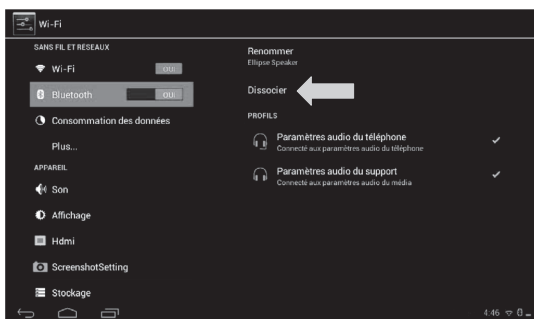 Wi-Fi
SANS FIL ET RÉSEAUX
Wi-Fi
OUI
Bluetooth
OUI
Consommation des données
Plus...
APPAREIL
Son
Affichage
Hdmi
ScreenshotSetting
Stockage
Renommer
Ellipse Speaker
Dissocier
PROFILS
Paramètres audio du téléphone
Connecté aux paramètres audio du téléphone
Paramètres audio du support
Connecté aux paramètres audio du média
4:46